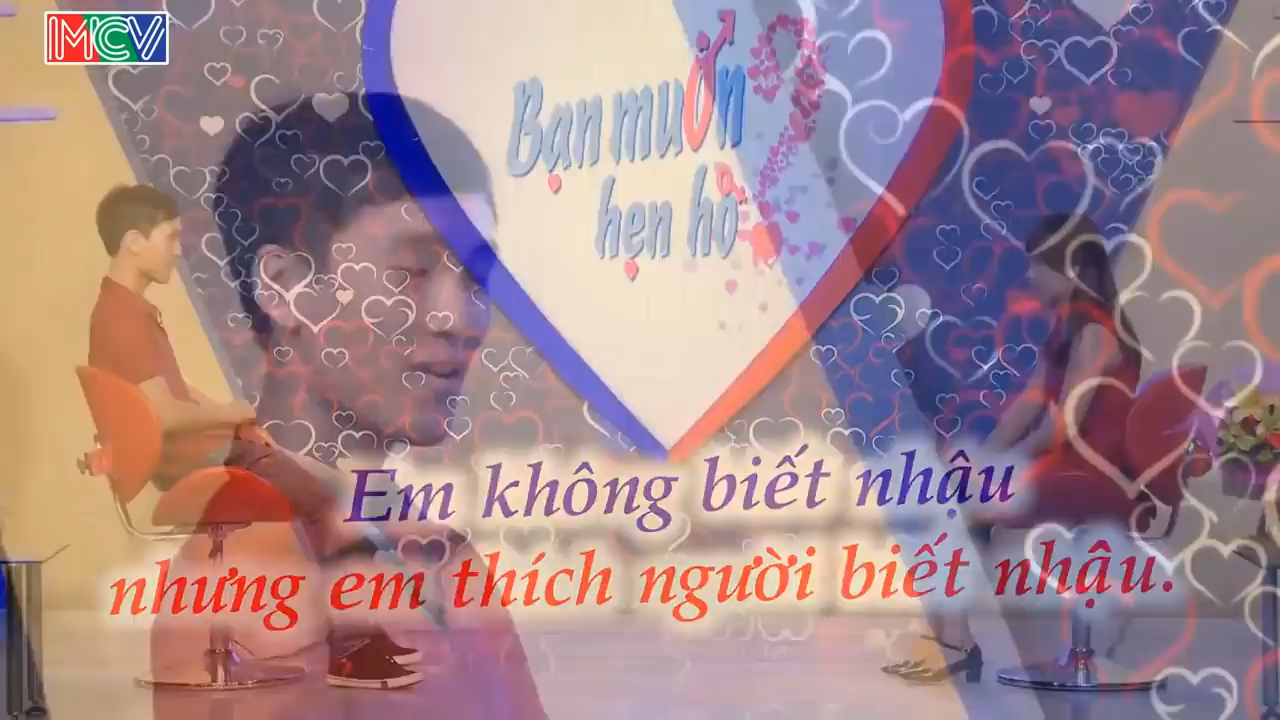 MCV
Bạn muốn
hẹn hò
Em không biết nhậu
nhưng em thích người biết nhậu.